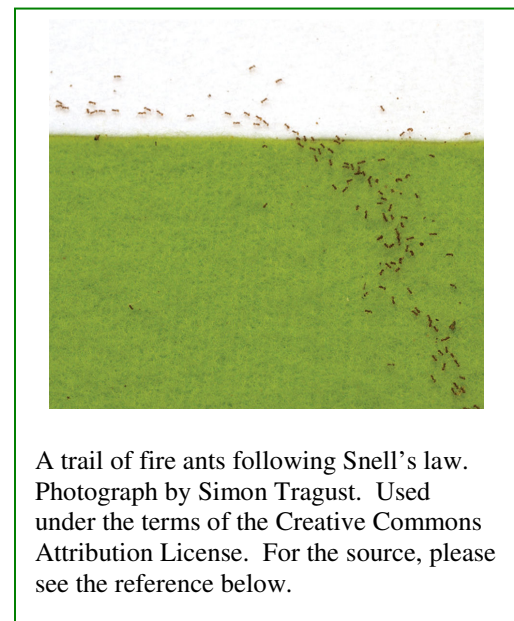 A trail of fire ants following Snell’s law.
Photograph by Simon Tragust.  Used
under the terms of the Creative Commons
Attribution License.  For the source, please
see the reference below.